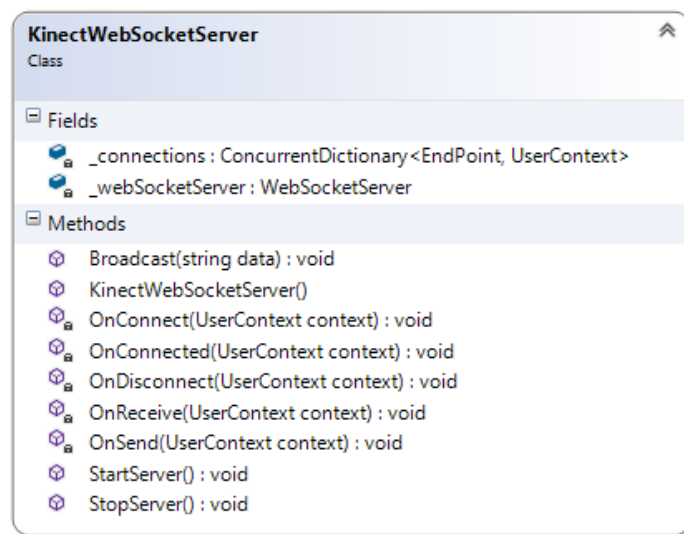 KinectWebSocketServer
Class
Fields
_connections : ConcurrentDictionary<EndPoint, UserContext>
_webSocketServer : WebSocketServer
Methods
Broadcast(string data) : void
KinectWebSocketServer()
OnConnect(UserContext context) : void
OnConnected(UserContext context) : void
OnDisconnect(UserContext context) : void
OnReceive(UserContext context) : void
OnSend(UserContext context) : void
StartServer() : void
StopServer() : void